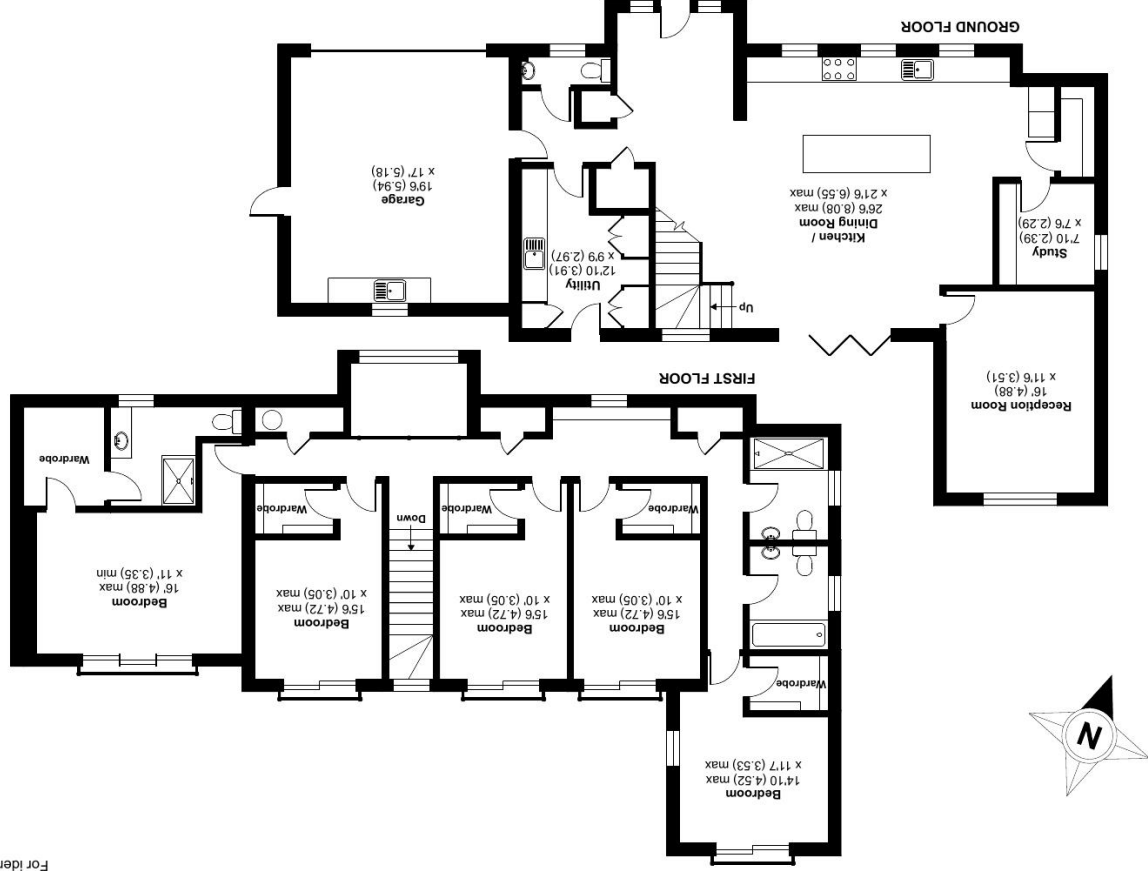 For iden
Bedroom
14'10 (4.52) max
x 11'7 (3.53) max
N
Wardrobe
Bedroom
15'6 (4.72) max
x 10' (3.05) max
Bedroom
15'6 (4.72) max
x 10' (3.05) max
Bedroom
15'6 (4.72) max
x 10' (3.05) max
Bedroom
16' (4.88) max
x 11' (3.35) min
Wardrobe
Wardrobe
Down
Wardrobe
Wardrobe
FIRST FLOOR
Reception Room
16' (4.88)
x 11'6 (3.51)
Up
Study
7'10 (2.39)
x 7'6 (2.29)
Kitchen /
Dining Room
26'6 (8.08) max
x 21'6 (6.55) max
Utility
12'10 (3.91)
x 9'9 (2.97)
Garage
19'6 (5.94)
x 17' (5.18)
GROUND FLOOR